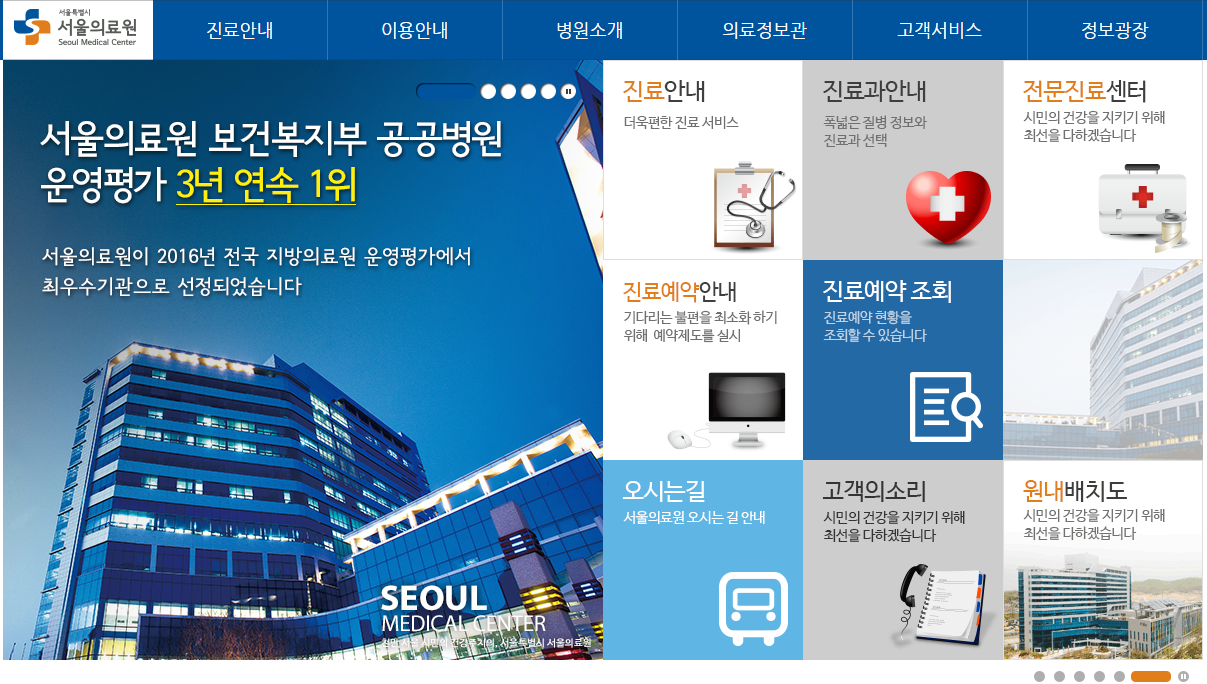 서울특별시
서울의료원
Seoul Medical Center
진료안내
이용안내
병원소개
의료정보관
고객서비스
정보광장
서울의료원 보건복지부 공공병원
운영평가 3년 연속 1위
서울의료원이 2016년 전국 지방의료원 운영평가에서
최우수기관으로 선정되었습니다
SEOUL
MEDICAL CENTER
천만 서울 시민의 건강주치의, 서울특별시 서울의료원
진료안내
더욱편한 진료 서비스
진료과안내
폭넓은 질병 정보와
진료과 선택
전문진료센터
시민의 건강을 지키기 위해
최선을 다하겠습니다
진료예약안내
기다리는 불편을 최소화 하기
위해 예약제도를 실시
진료예약 조회
진료예약 현황을
조회할 수 있습니다
오시는길
서울의료원 오시는 길 안내
고객의소리
시민의 건강을 지키기 위해
최선을 다하겠습니다
원내배치도
시민의 건강을 지키기 위해
최선을 다하겠습니다